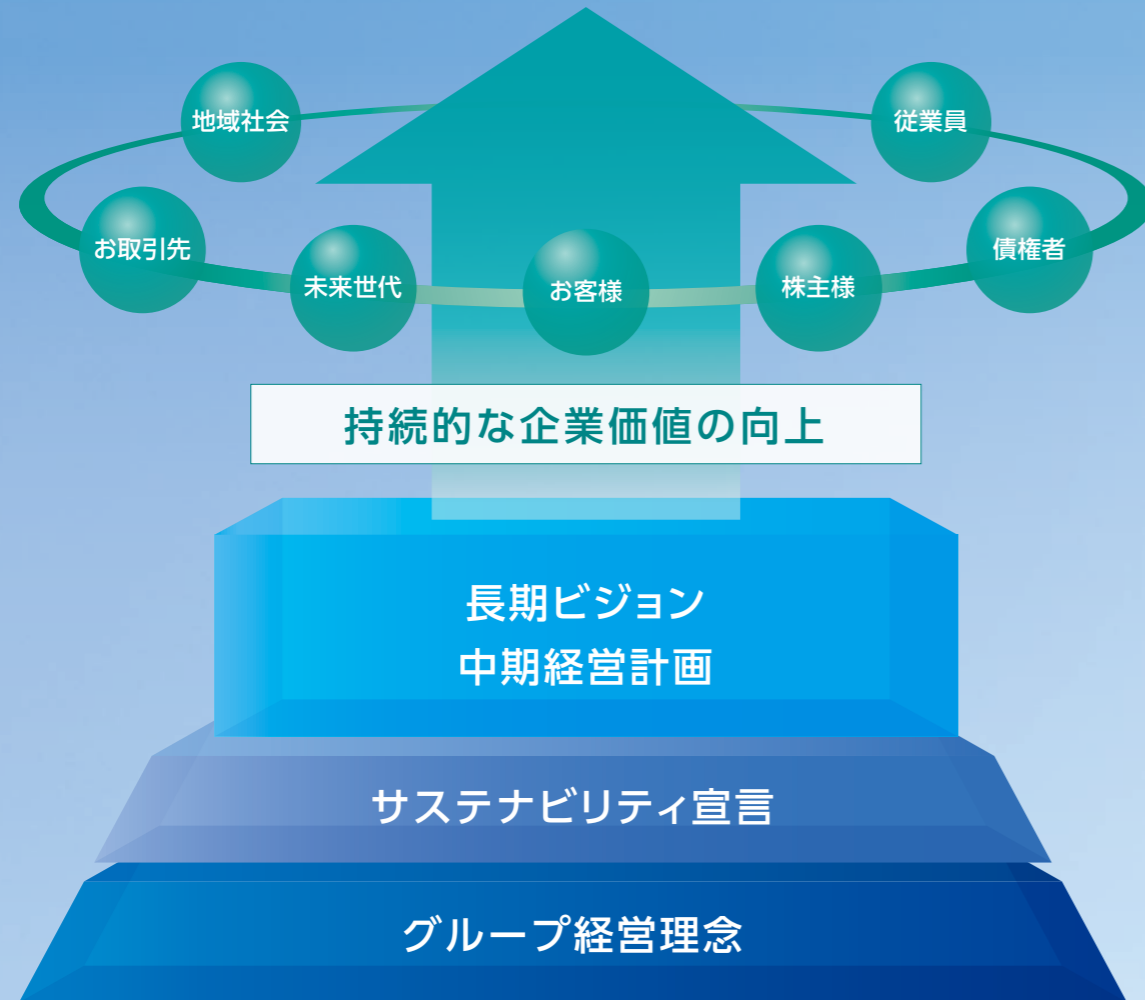 地域社会
従業員
お取引先
債権者
未来世代
お客様
株主様
持続的な企業価値の向上
長期ビジョン
中期経営計画
サステナビリティ宣言
グループ経営理念